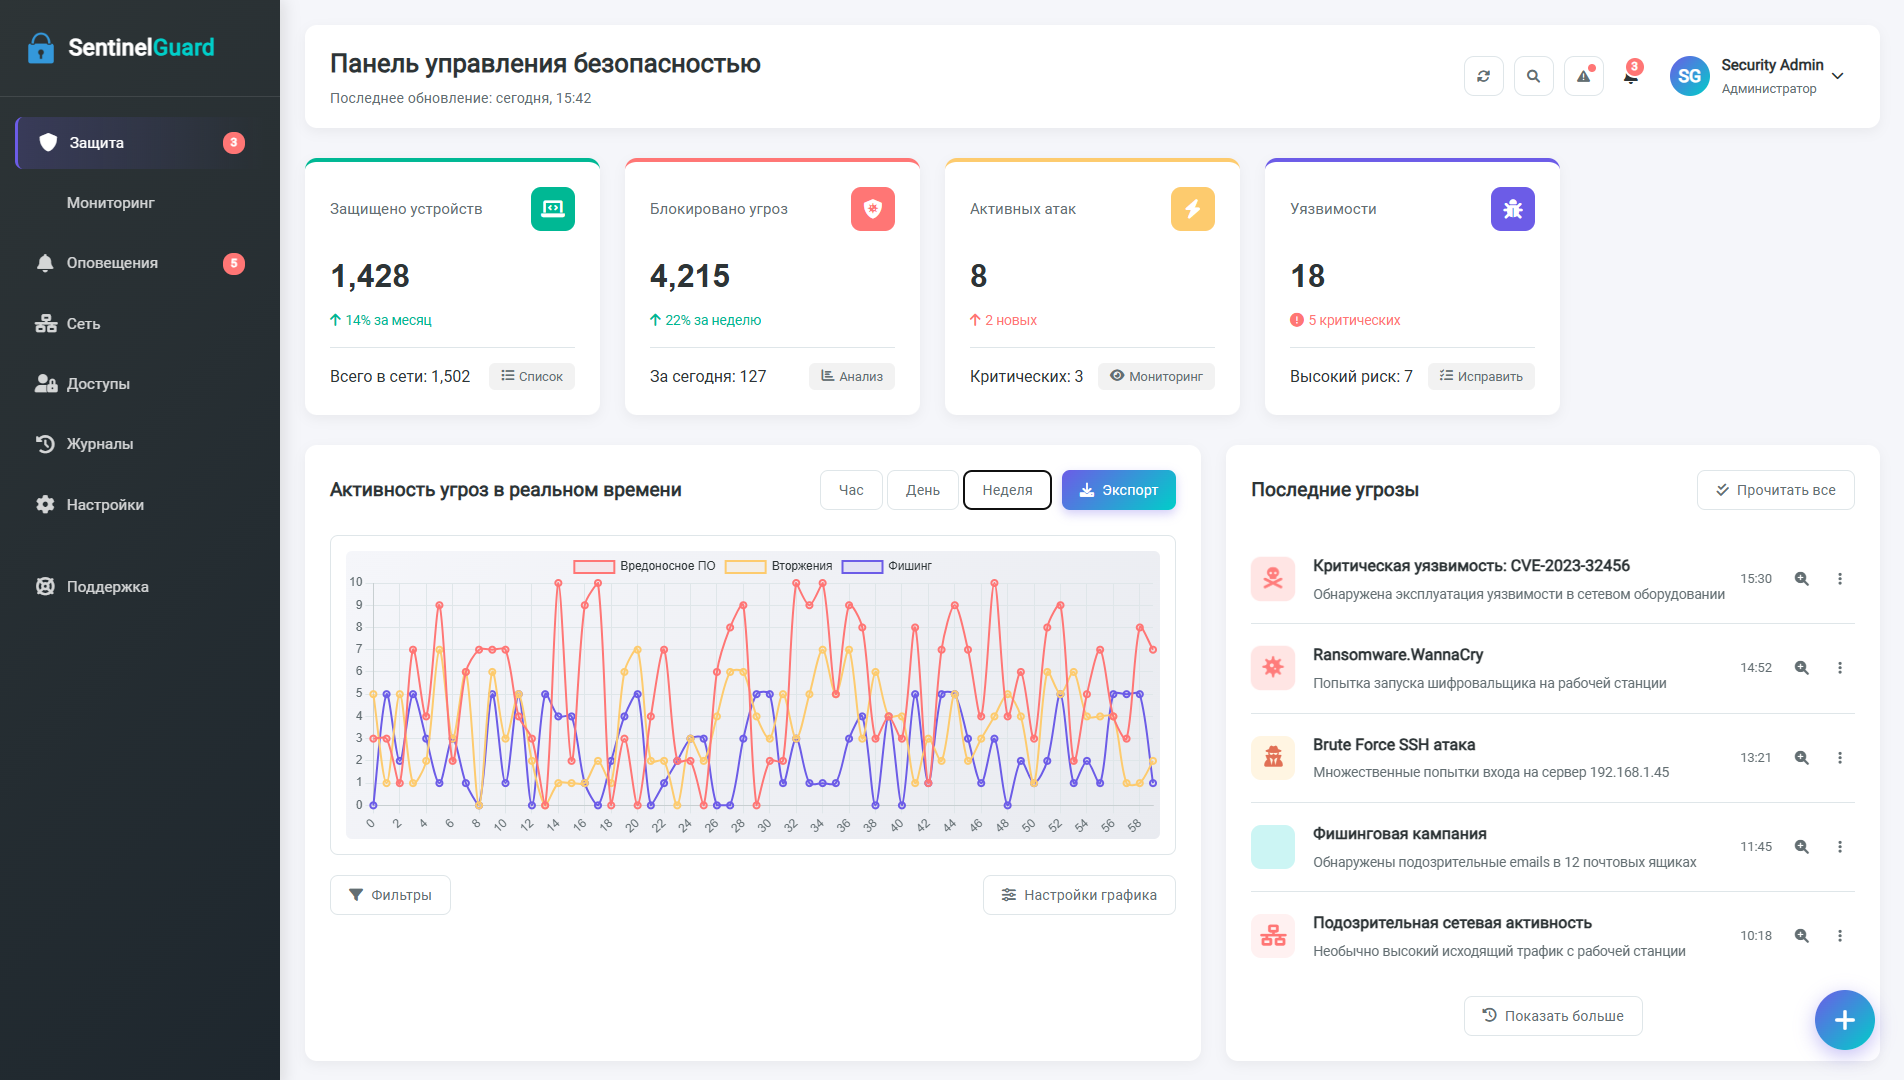 SentinelGuard
Защита
3
Мониторинг
Оповещения
5
Сеть
Доступы
Журналы
Настройки
Поддержка
Панель управления безопасностью
Последнее обновление: сегодня, 15:42
3
SG
Security Admin
Администратор
Защищено устройств
1,428
14% за месяц
Всего в сети: 1,502
Список
Блокировано угроз
4,215
22% за неделю
За сегодня: 127
Анализ
Активных атак
8
2 новых
Критических: 3
Мониторинг
Уязвимости
18
5 критических
Высокий риск: 7
Исправить
Активность угроз в реальном времени
Час
День
Неделя
Экспорт
Вредоносное ПО
Вторжения
Фишинг
10
9
8
7
6
5
4
3
2
1
0
0 2 4 6 8 10 12 14 16 18 20 22 24 26 28 30 32 34 36 38 40 42 44 46 48 50 52 54 56 58
Фильтры
Настройки графика
Последние угрозы
Прочитать все
Критическая уязвимость: CVE-2023-32456
Обнаружена эксплуатация уязвимости в сетевом оборудовании
15:30
Ransomware.WannaCry
Попытка запуска шифровальщика на рабочей станции
14:52
Brute Force SSH атака
Множественные попытки входа на сервер 192.168.1.45
13:21
Фишинговая кампания
Обнаружены подозрительные emails в 12 почтовых ящиках
11:45
Подозрительная сетевая активность
Необычно высокий исходящий трафик с рабочей станции
10:18
Показать больше